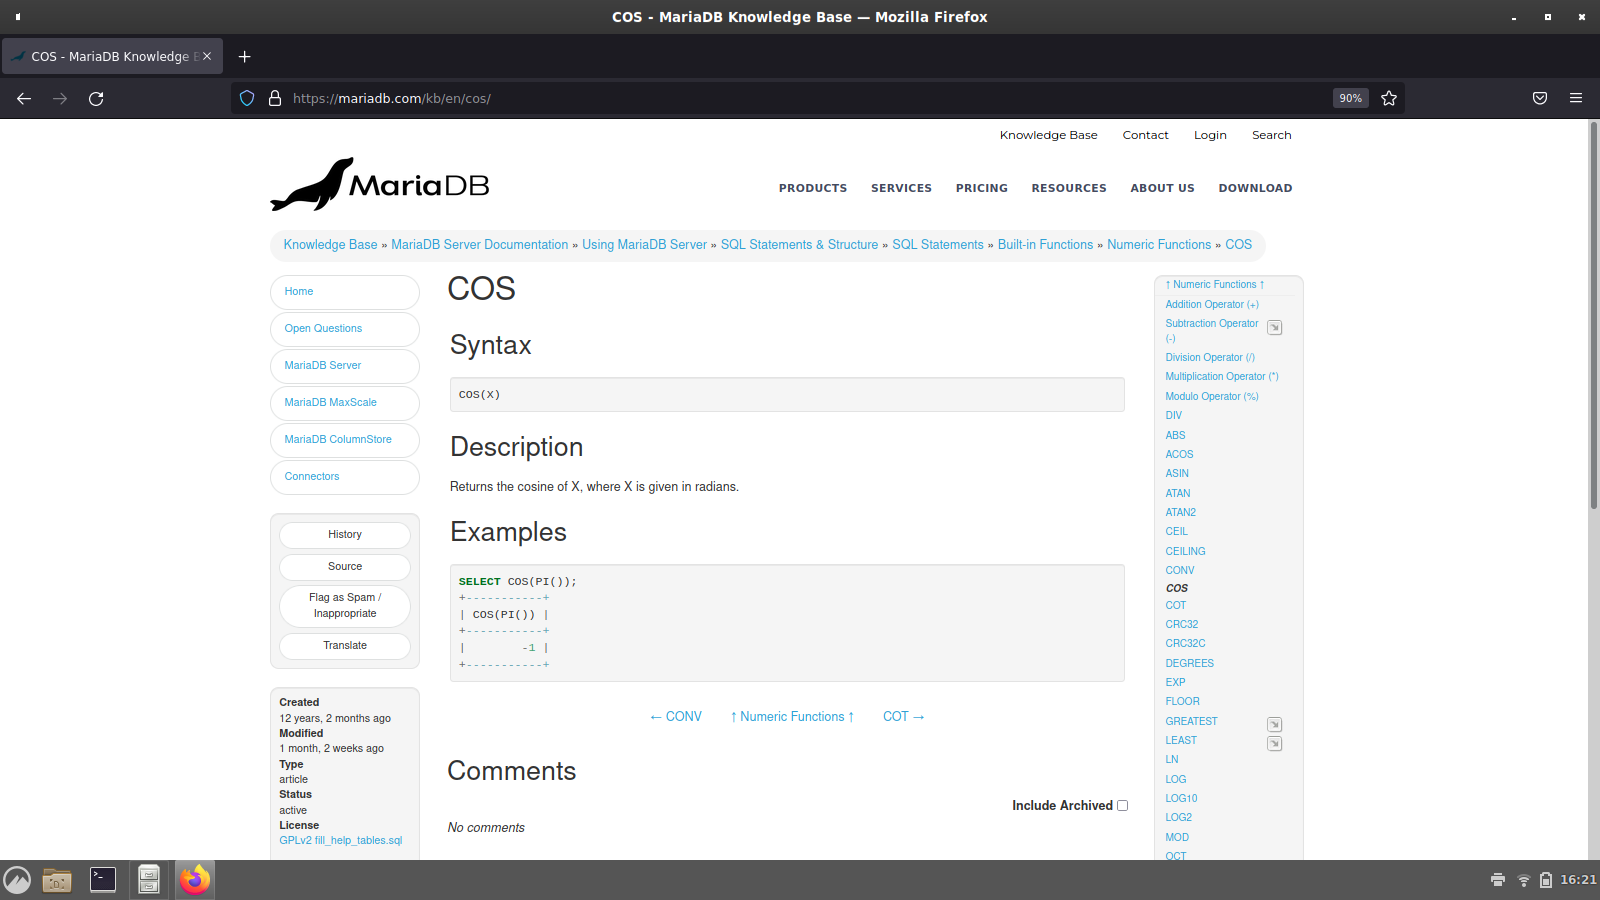 COS - MariaDB Knowledge Base — Mozilla Firefox
COS - MariaDB Knowledge B
https://mariadb.com/kb/en/cos/
90%
Knowledge Base Contact Login Search
MariaDB
PRODUCTS SERVICES PRICING RESOURCES ABOUT US DOWNLOAD
Knowledge Base » MariaDB Server Documentation » Using MariaDB Server » SQL Statements & Structure » SQL Statements » Built-in Functions » Numeric Functions » COS
Home
Open Questions
MariaDB Server
MariaDB MaxScale
MariaDB ColumnStore
Connectors
History
Source
Flag as Spam /
Inappropriate
Translate
Created
12 years, 2 months ago
Modified
1 month, 2 weeks ago
Type
article
Status
active
License
GPLv2 fill_help_tables.sql
COS
Syntax
COS(X)
Description
Returns the cosine of X, where X is given in radians.
Examples
SELECT COS(PI());
+-----------+
| COS(PI()) |
+-----------+
|        -1 |
+-----------+
← CONV ↑ Numeric Functions ↑ COT →
Comments
Include Archived
No comments
↑ Numeric Functions ↑
Addition Operator (+)
Subtraction Operator
(-)
Division Operator (/)
Multiplication Operator (*)
Modulo Operator (%)
DIV
ABS
ACOS
ASIN
ATAN
ATAN2
CEIL
CEILING
CONV
COS
COT
CRC32
CRC32C
DEGREES
EXP
FLOOR
GREATEST
LEAST
LN
LOG
LOG10
LOG2
MOD
OCT
16:21